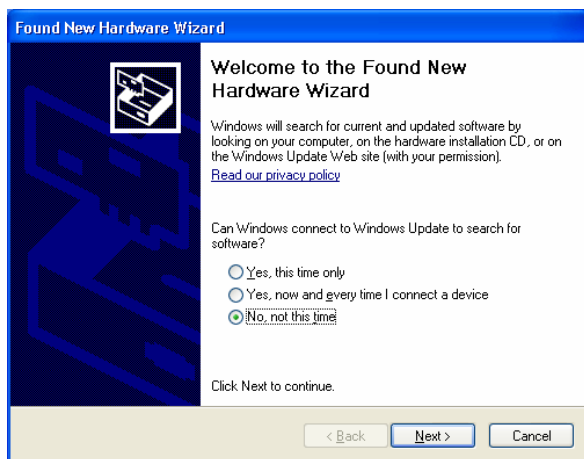 Found New Hardware Wizard
Welcome to the Found New
Hardware Wizard
Windows will search for current and updated software by
looking on your computer, on the hardware installation CD, or on
the Windows Update Web site (with your permission).
Read our privacy policy
Can Windows connect to Windows Update to search for
software?
Yes, this time only
Yes, now and every time I connect a device
No, not this time
Click Next to continue.
< Back Next > Cancel